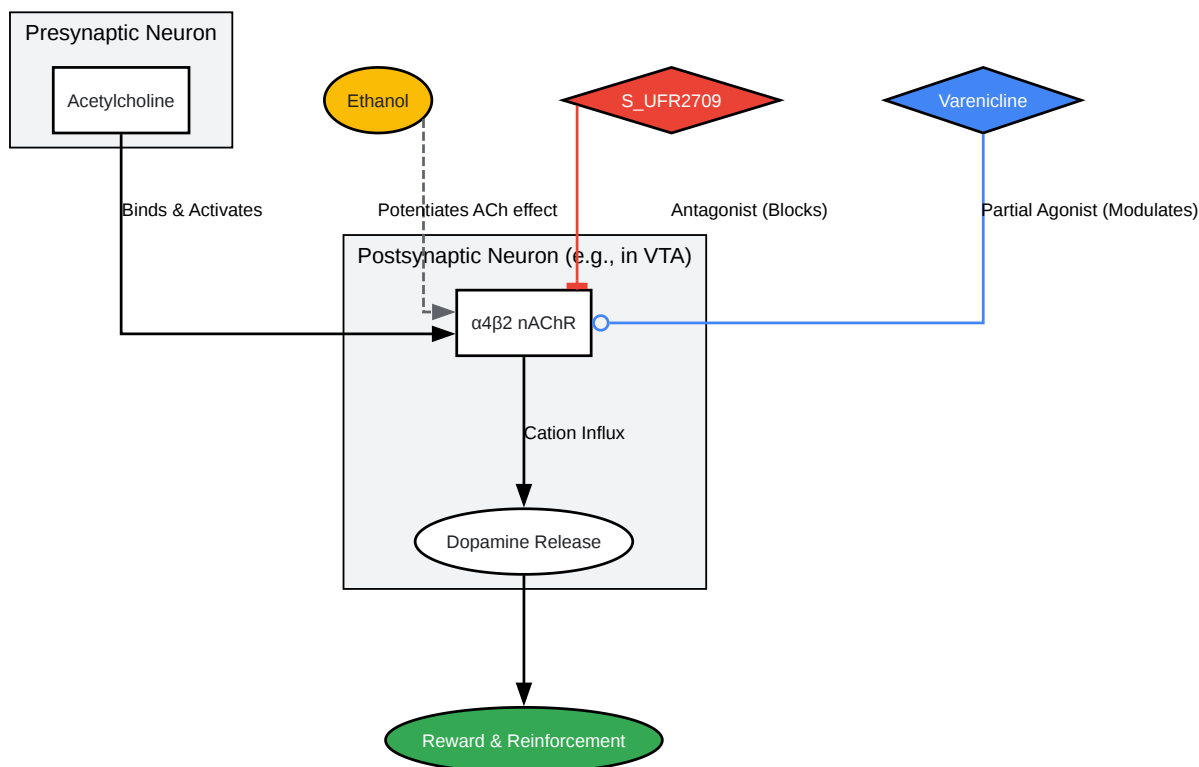 Presynaptic Neuron
Acetylcholine
Ethanol
S_UFR2709
Varenicline
Binds & Activates
Potentiates ACh effect
Antagonist (Blocks)
Partial Agonist (Modulates)
Postsynaptic Neuron (e.g., in VTA)
α4β2 nAChR
Cation Influx
Dopamine Release
Reward & Reinforcement